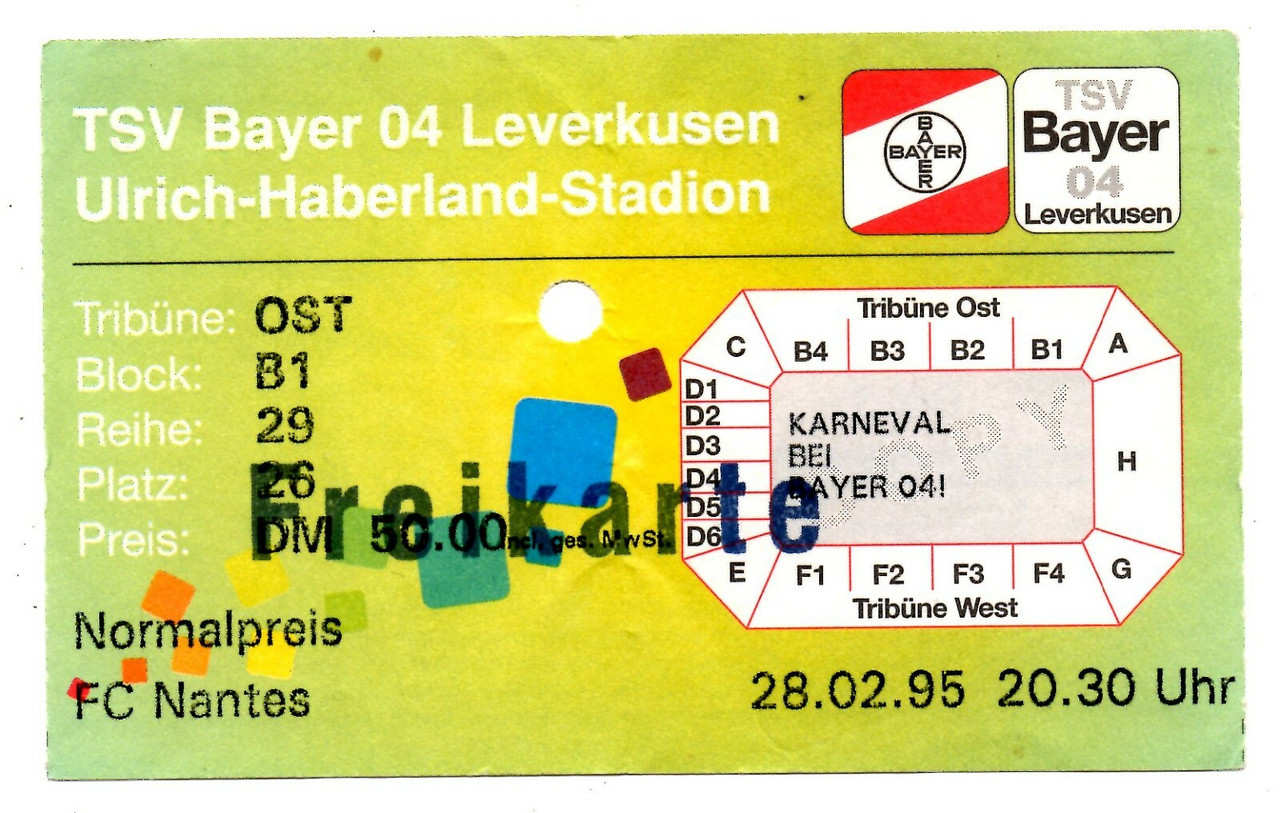 TSV Bayer 04 Leverkusen
Ulrich-Haberland-Stadion
BAYER
BAYER
TSV
Bayer
04
Leverkusen
Tribüne: OST
Block: B1
Reihe: 29
Platz: 26
Preis: DM 50.00 incl. ges. MwSt.
Freikarte
Normalpreis
FC Nantes
Tribüne Ost
C B4 B3 B2 B1 A
D1
D2
D3
D4
D5
D6
KARNEVAL
BEI
BAYER 04!
COPY
H
E F1 F2 F3 F4 G
Tribüne West
28.02.95 20.30 Uhr